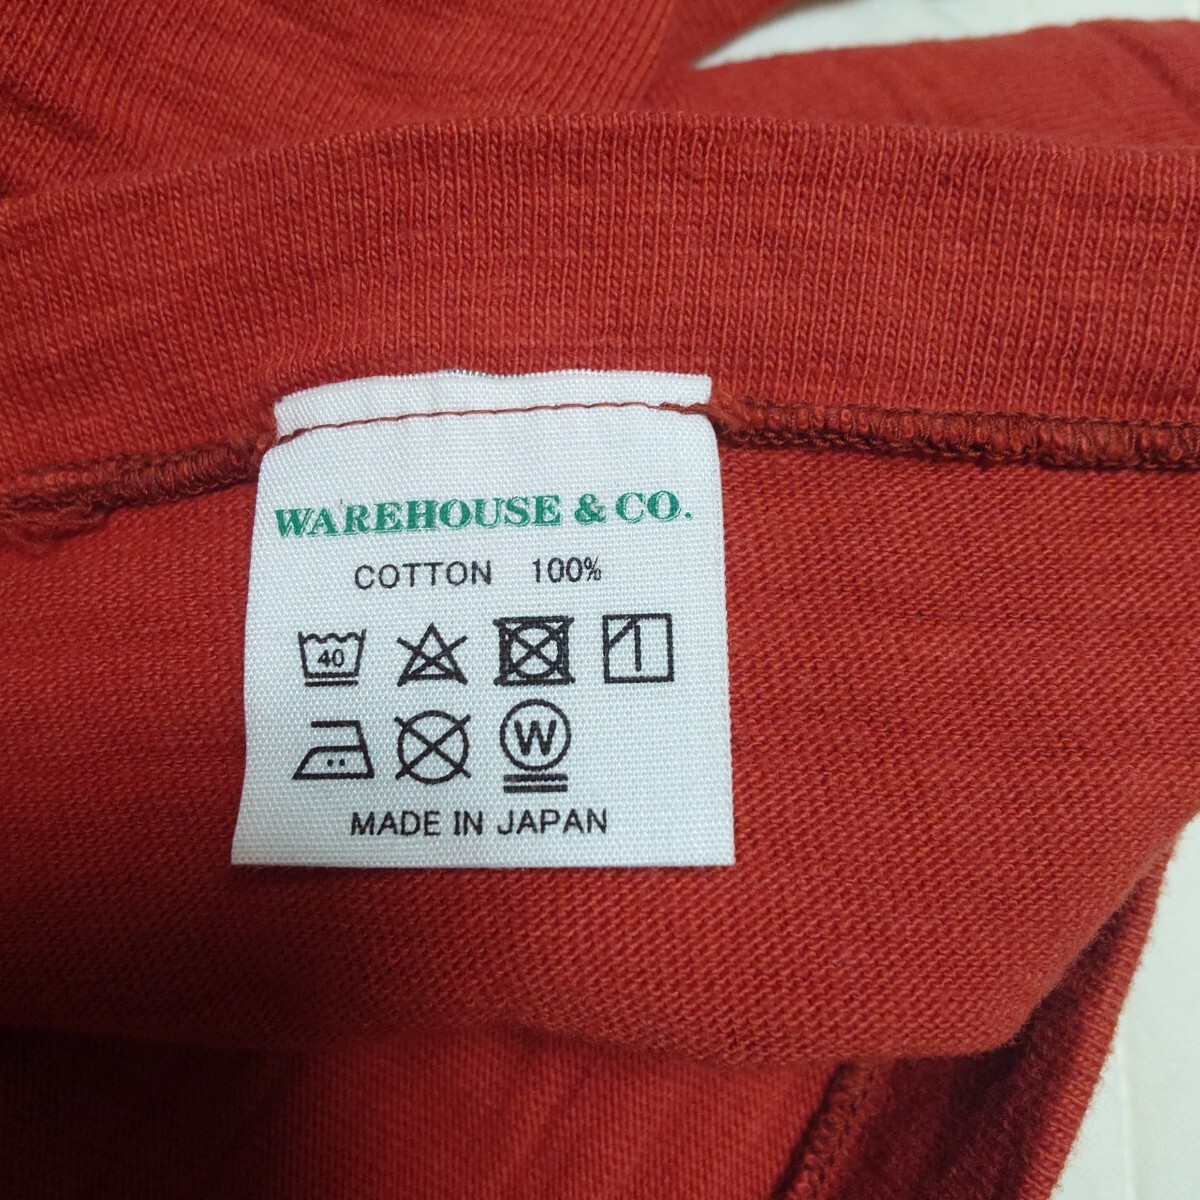 WAREHOUSE & CO.
COTTON 100%
40
W
MADE IN JAPAN